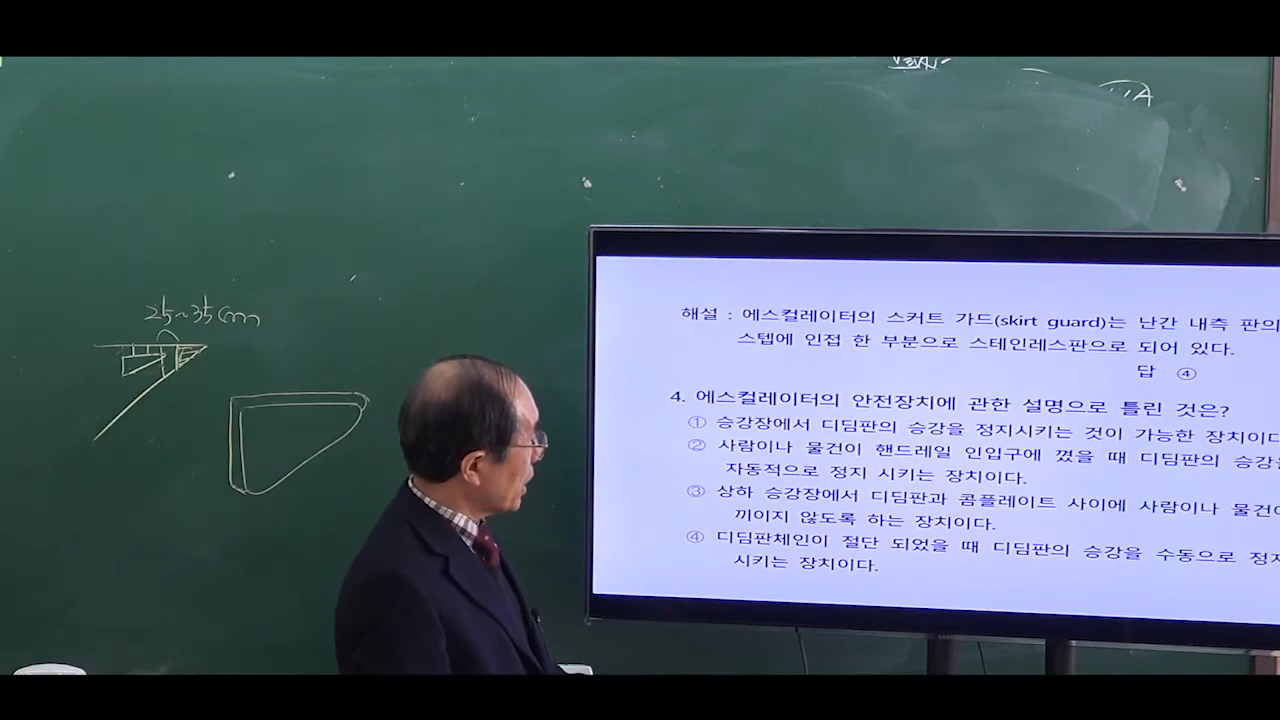 25~35cm
해설 : 에스컬레이터의 스커트 가드(skirt guard)는 난간 내측 판의
스텝에 인접 한 부분으로 스테인레스판으로 되어 있다.
답 ④
4. 에스컬레이터의 안전장치에 관한 설명으로 틀린 것은?
① 승강장에서 디딤판의 승강을 정지시키는 것이 가능한 장치이다
② 사람이나 물건이 핸드레일 인입구에 꼈을 때 디딤판의 승강을
자동적으로 정지 시키는 장치이다.
③ 상하 승강장에서 디딤판과 콤플레이트 사이에 사람이나 물건이
끼이지 않도록 하는 장치이다.
④ 디딤판체인이 절단 되었을 때 디딤판의 승강을 수동으로 정지
시키는 장치이다.